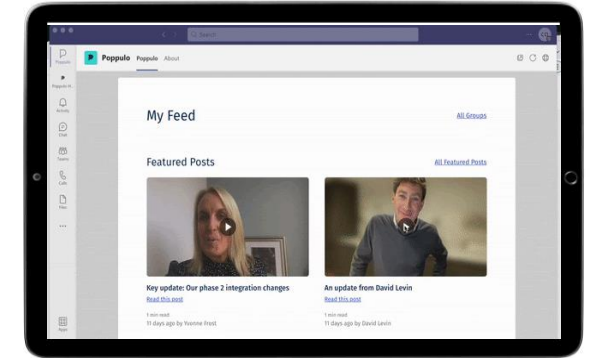 Search
Poppulo
Poppulo
About
Poppulo
Poppulo H...
Activity
Chat
Teams
Calls
Files
Apps
My Feed
All Groups
Featured Posts
All Featured Posts
Key update: Our phase 2 integration changes
Read this post
1 min read
11 days ago by Yvonne Frost
An update from David Levin
Read this post
1 min read
11 days ago by David Levin